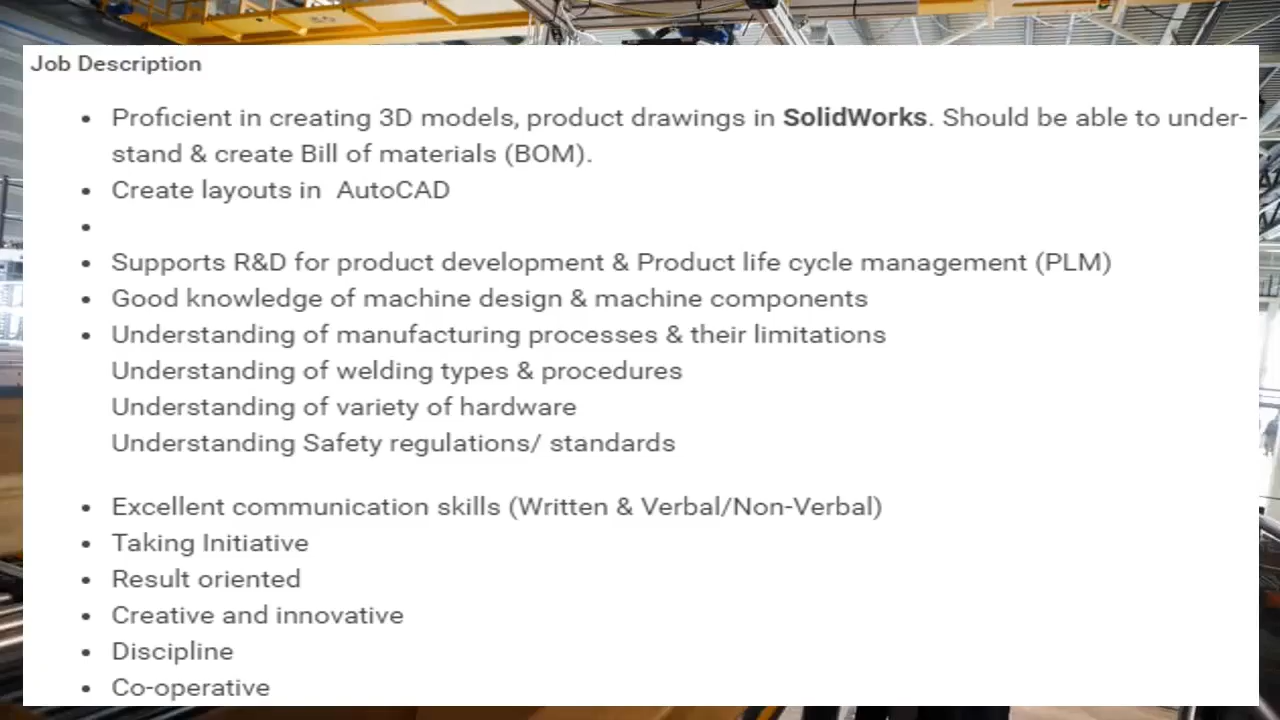 Job Description
• Proficient in creating 3D models, product drawings in SolidWorks. Should be able to under-
stand & create Bill of materials (BOM).
• Create layouts in  AutoCAD
•
• Supports R&D for product development & Product life cycle management (PLM)
• Good knowledge of machine design & machine components
• Understanding of manufacturing processes & their limitations
Understanding of welding types & procedures
Understanding of variety of hardware
Understanding Safety regulations/ standards
• Excellent communication skills (Written & Verbal/Non-Verbal)
• Taking Initiative
• Result oriented
• Creative and innovative
• Discipline
• Co-operative